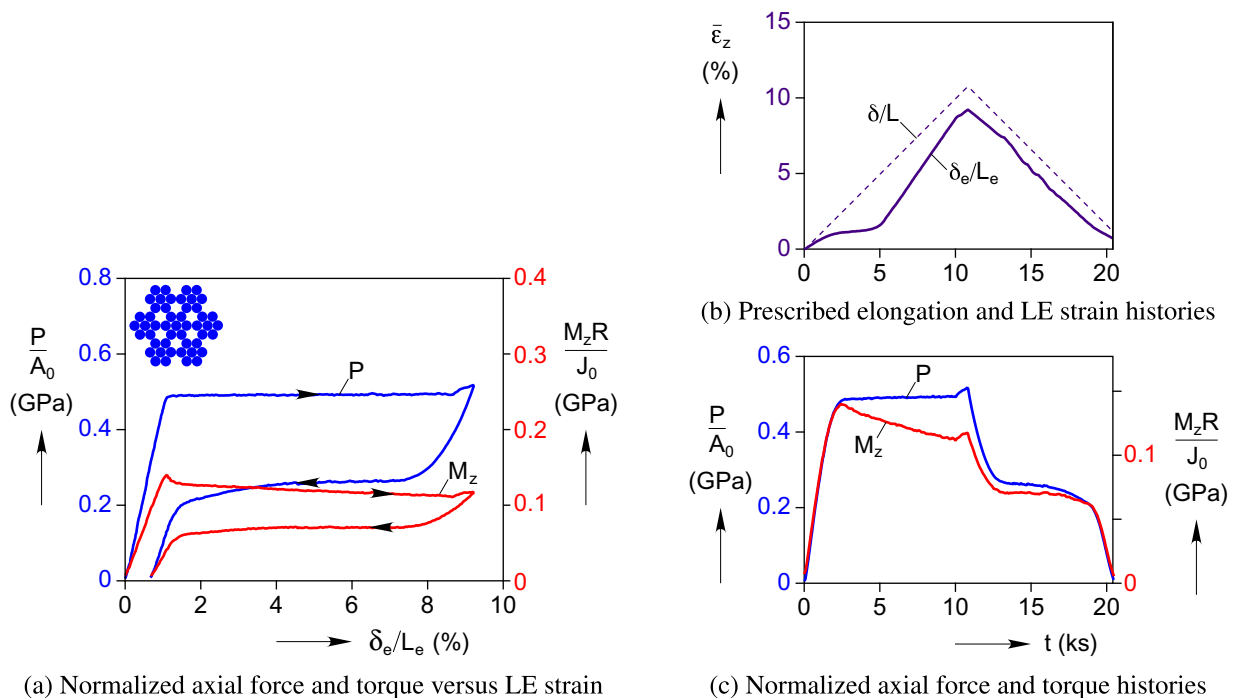 ε̄z
(%)
15
10
5
0
δ/L
δe/Le
0 5 10 15 20
(b) Prescribed elongation and LE strain histories
0.8
0.6
0.4
0.2
0
P
A0
(GPa)
0.4
0.3
0.2
0.1
0
MzR
J0
(GPa)
P
Mz
0 2 4 6 8 10
δe/Le (%)
(a) Normalized axial force and torque versus LE strain
0.6
0.4
0.2
0
P
A0
(GPa)
P
Mz
0.1
0
MzR
J0
(GPa)
0 5 10 15 20
t (ks)
(c) Normalized axial force and torque histories